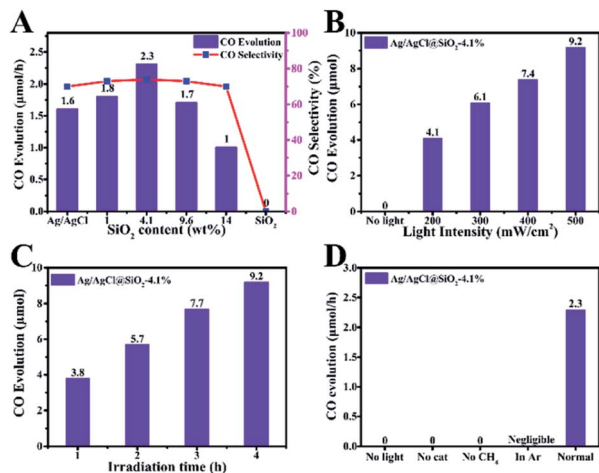 A
CO Evolution
CO Selectivity
CO Evolution (μmol/h)
2.5
2.0
1.5
1.0
0.5
0.0
1.6
1.8
2.3
1.7
1
0
Ag/AgCl
1
4.1
9.6
14
SiO₂
SiO₂ content (wt%)
100
80
60
40
20
0
CO Selectivity (%)
B
Ag/AgCl@SiO₂-4.1%
CO Evolution (μmol)
10
8
6
4
2
0
0
4.1
6.1
7.4
9.2
No light
200
300
400
500
Light Intensity (mW/cm²)
C
Ag/AgCl@SiO₂-4.1%
CO Evolution (μmol)
10
8
6
4
2
0
3.8
5.7
7.7
9.2
1
2
3
4
Irradiation time (h)
D
Ag/AgCl@SiO₂-4.1%
CO evolution (μmol/h)
3.0
2.5
2.0
1.5
1.0
0.5
0.0
0
0
0
Negligible
2.3
No light
No cat
No CH₄
In Ar
Normal